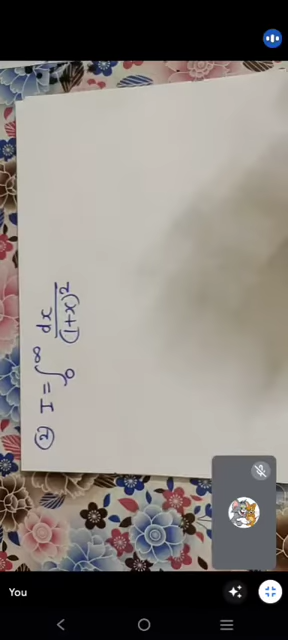 ② I = ∫₀^∞ dx/(1+x)²
You